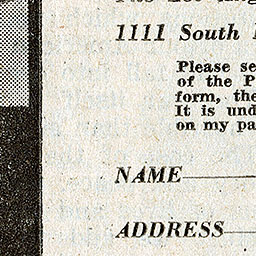 1111 South
Please se
of the P
form, the
It is und
on my pa
NAME
ADDRESS